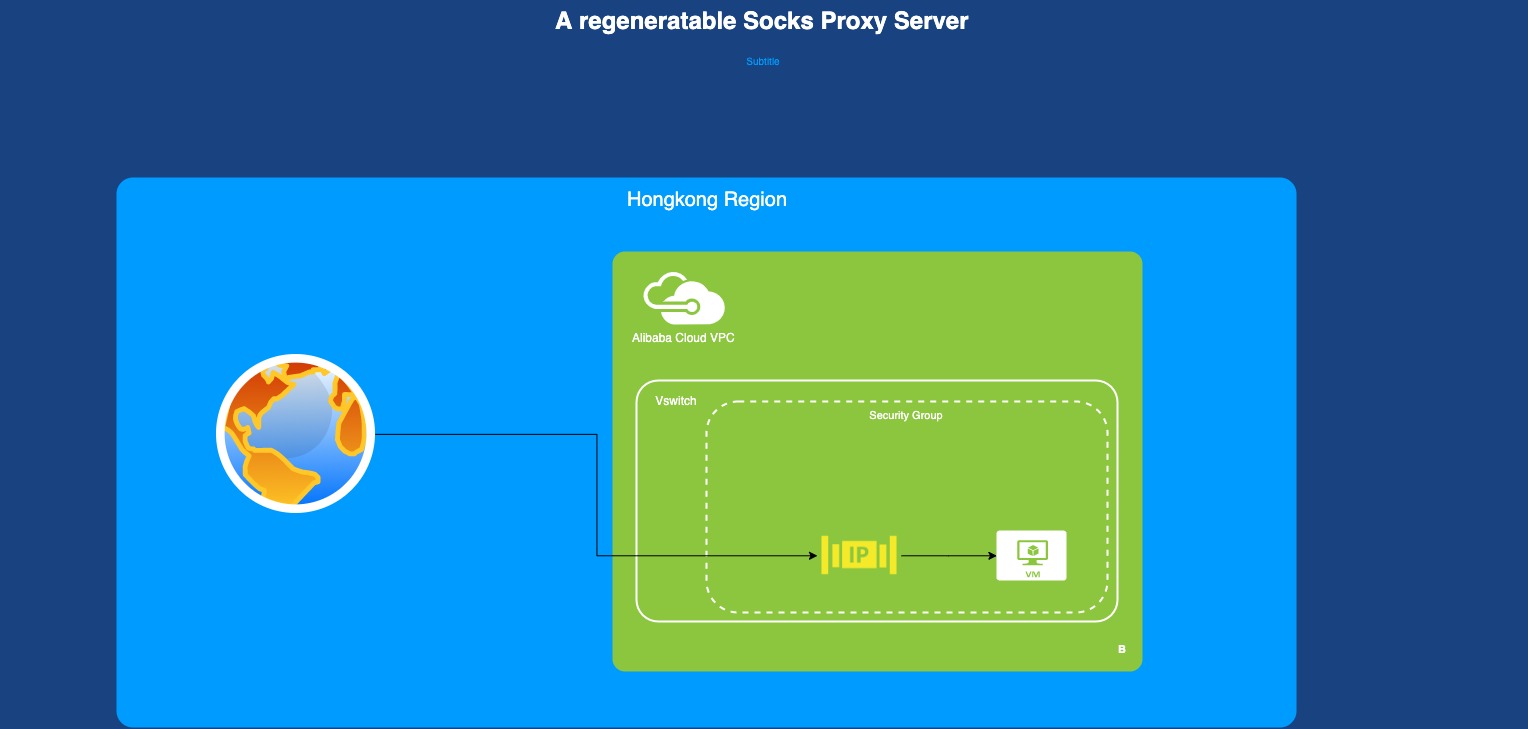 A regeneratable Socks Proxy Server
Subtitle
Hongkong Region
Alibaba Cloud VPC
Vswitch
Security Group
IP
VM
B